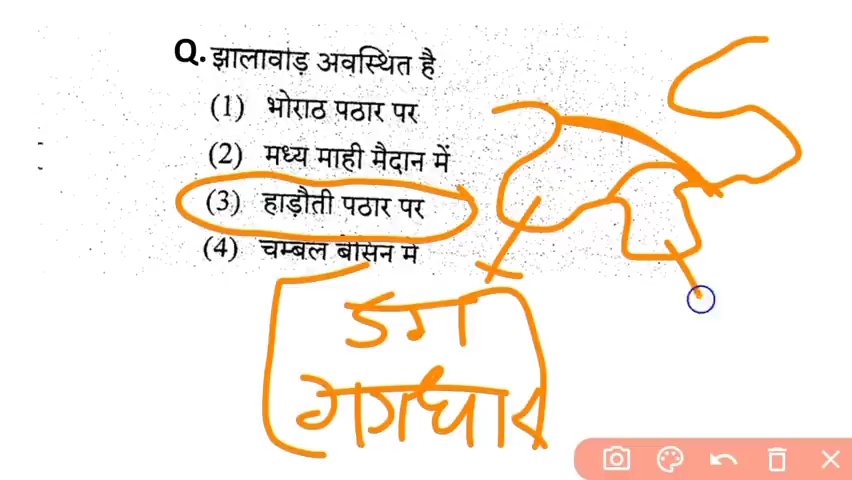 Q. झालावाड़ अवस्थित है
(1) भोराठ पठार पर
(2) मध्य माही मैदान में
(3) हाड़ौती पठार पर
(4) चम्बल बेसिन में
डग
गंगधार